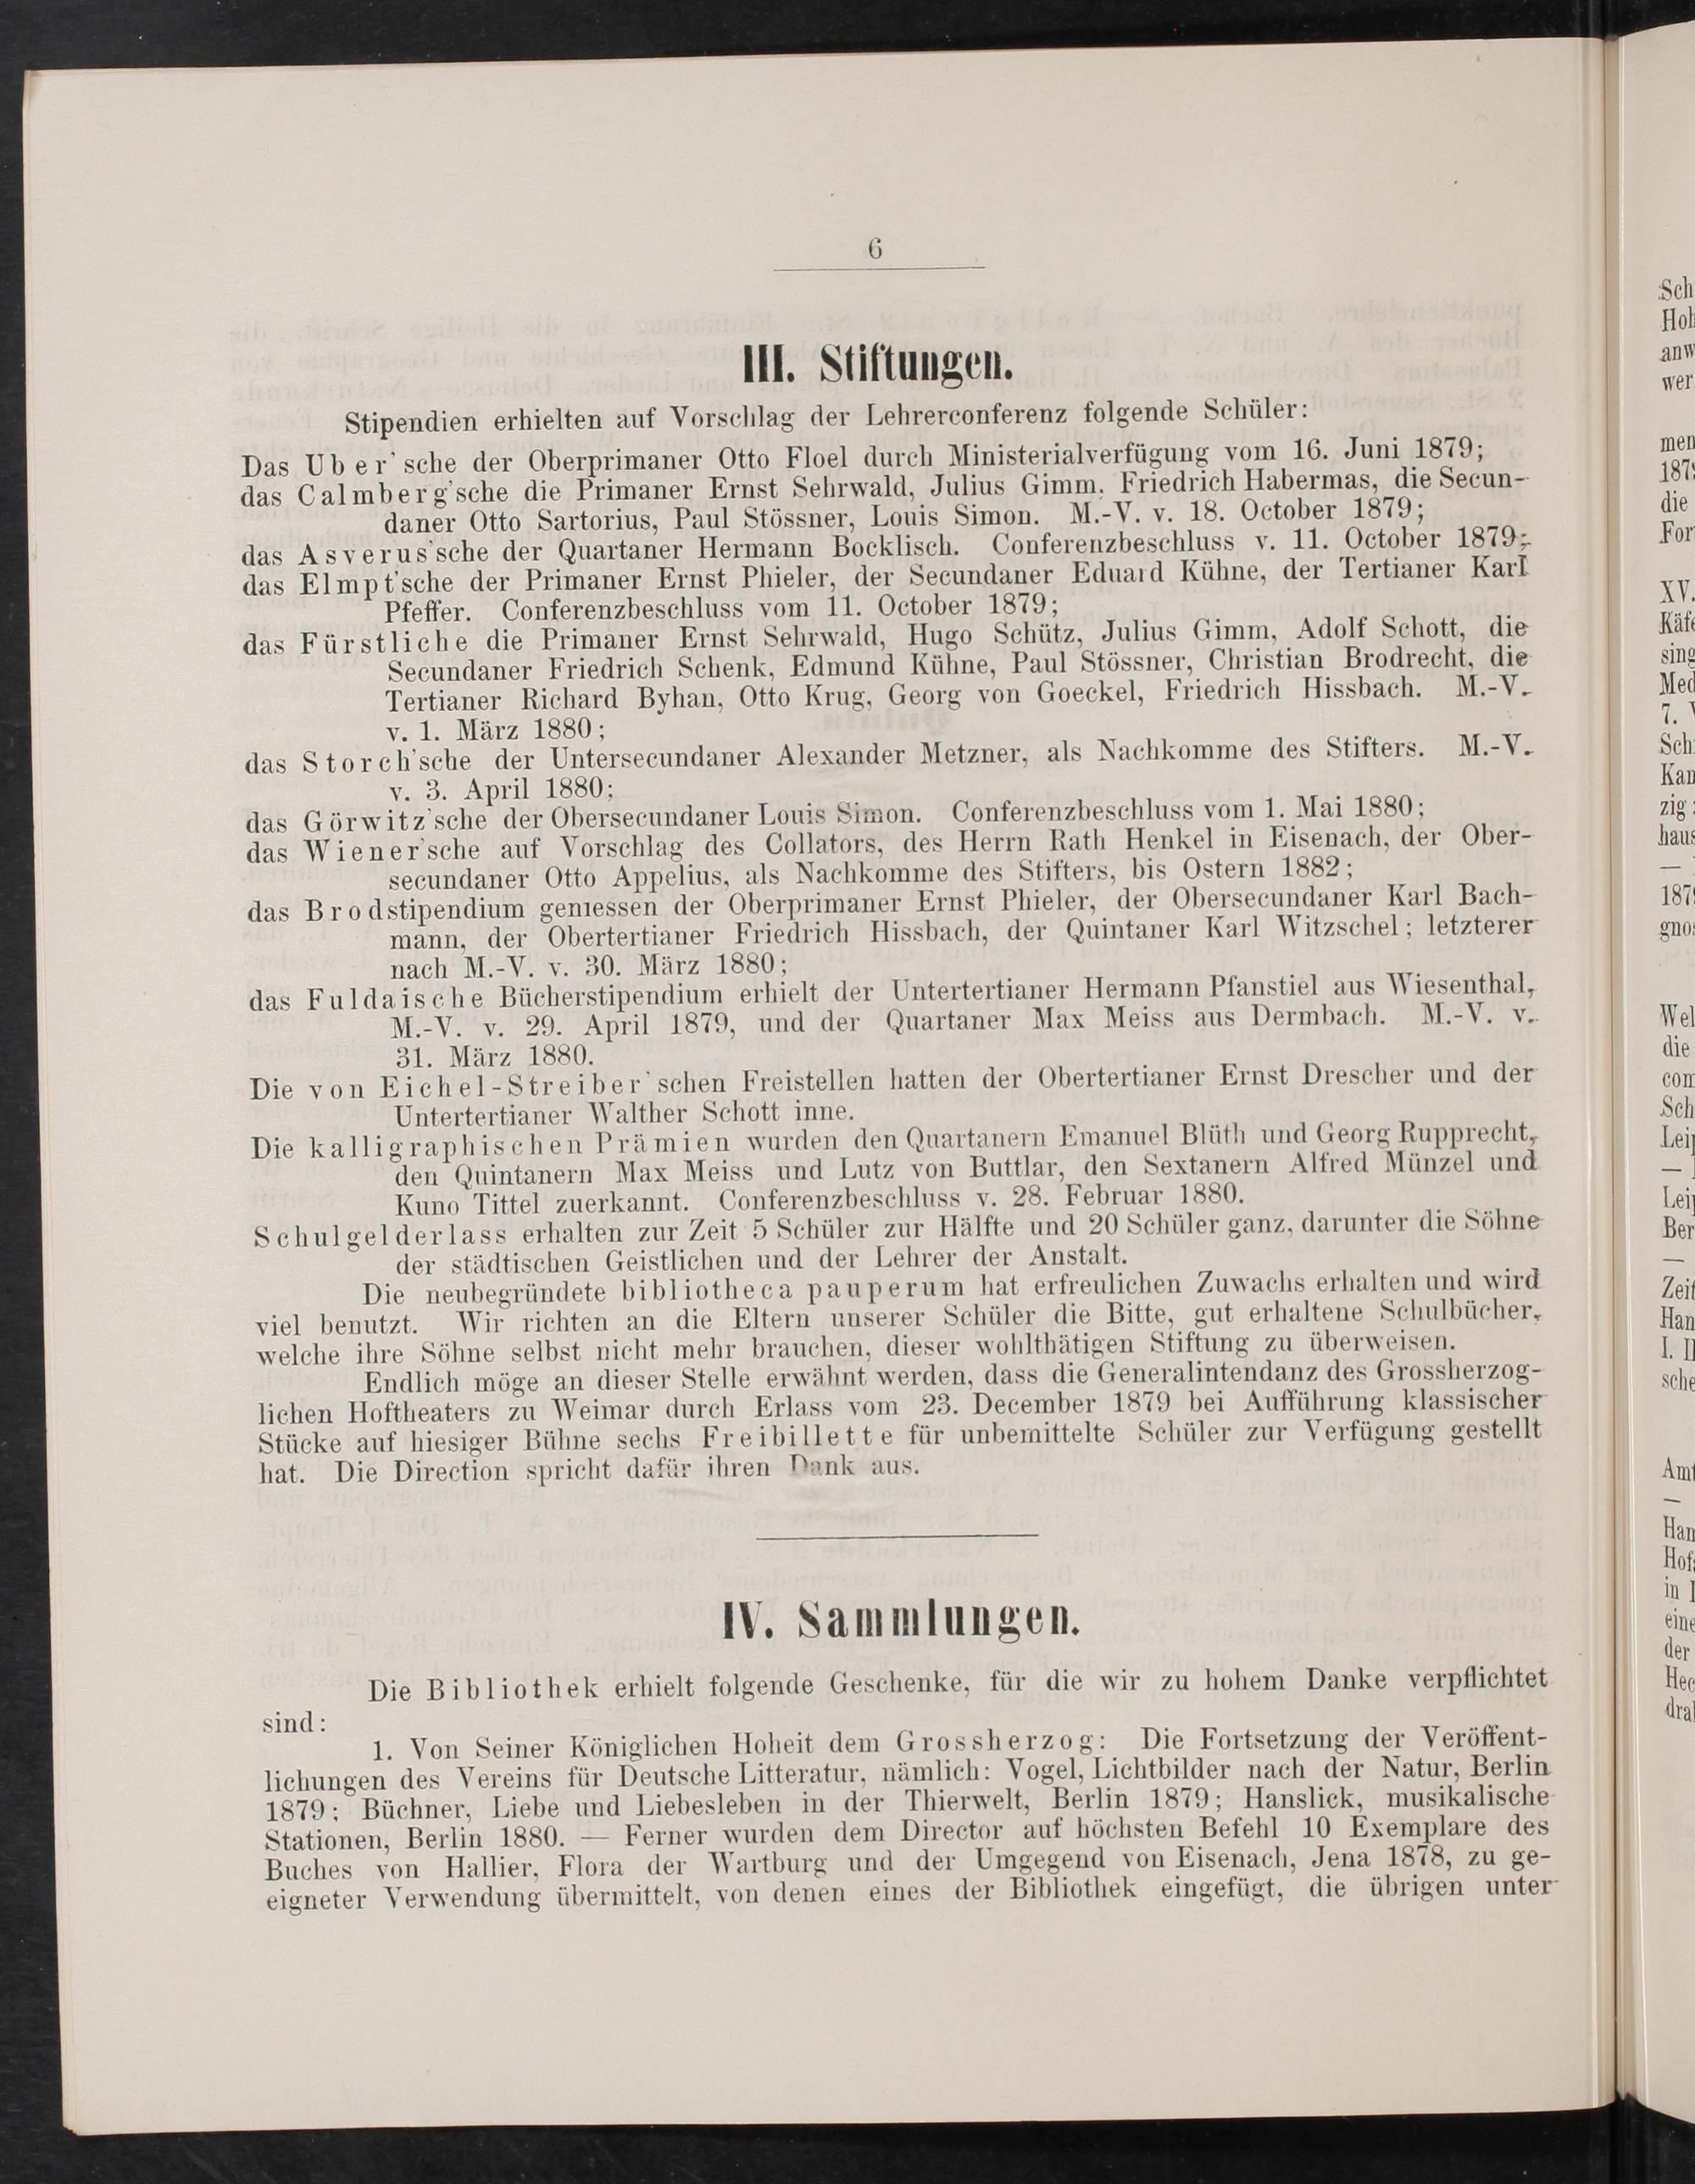 6
III. Stiftungen.
Stipendien erhielten auf Vorschlag der Lehrerconferenz folgende Schüler:
Das Uber'sche der Oberprimaner Otto Floel durch Ministerialverfügung vom 16. Juni 1879;
das Calmberg'sche die Primaner Ernst Sehrwald, Julius Gimm. Friedrich Habermas, die Secun-
daner Otto Sartorius, Paul Stössner, Louis Simon. M.-V. v. 18. October 1879;
das Asverus'sche der Quartaner Hermann Bocklisch. Conferenzbeschluss v. 11. October 1879;
das Elmpt'sche der Primaner Ernst Phieler, der Secundaner Eduard Kühne, der Tertianer Karl
Pfeffer. Conferenzbeschluss vom 11. October 1879;
das Fürstliche die Primaner Ernst Sehrwald, Hugo Schütz, Julius Gimm, Adolf Schott, die
Secundaner Friedrich Schenk, Edmund Kühne, Paul Stössner, Christian Brodrecht, die
Tertianer Richard Byhan, Otto Krug, Georg von Goeckel, Friedrich Hissbach. M.-V.
v. 1. März 1880;
das Storch'sche der Untersecundaner Alexander Metzner, als Nachkomme des Stifters. M.-V.
v. 3. April 1880;
das Görwitz'sche der Obersecundaner Louis Simon. Conferenzbeschluss vom 1. Mai 1880;
das Wiener'sche auf Vorschlag des Collators, des Herrn Rath Henkel in Eisenach, der Ober-
secundaner Otto Appelius, als Nachkomme des Stifters, bis Ostern 1882;
das Brodstipendium geniessen der Oberprimaner Ernst Phieler, der Obersecundaner Karl Bach-
mann, der Obertertianer Friedrich Hissbach, der Quintaner Karl Witzschel; letzterer
nach M.-V. v. 30. März 1880;
das Fuldaische Bücherstipendium erhielt der Untertertianer Hermann Pfanstiel aus Wiesenthal,
M.-V. v. 29. April 1879, und der Quartaner Max Meiss aus Dermbach. M.-V. v.
31. März 1880.
Die von Eichel-Streiber'schen Freistellen hatten der Obertertianer Ernst Drescher und der
Untertertianer Walther Schott inne.
Die kalligraphischen Prämien wurden den Quartanern Emanuel Blüth und Georg Rupprecht,
den Quintanern Max Meiss und Lutz von Buttlar, den Sextanern Alfred Münzel und
Kuno Tittel zuerkannt. Conferenzbeschluss v. 28. Februar 1880.
Schulgelderlass erhalten zur Zeit 5 Schüler zur Hälfte und 20 Schüler ganz, darunter die Söhne
der städtischen Geistlichen und der Lehrer der Anstalt.
Die neubegründete bibliotheca pauperum hat erfreulichen Zuwachs erhalten und wird
viel benutzt. Wir richten an die Eltern unserer Schüler die Bitte, gut erhaltene Schulbücher,
welche ihre Söhne selbst nicht mehr brauchen, dieser wohlthätigen Stiftung zu überweisen.
Endlich möge an dieser Stelle erwähnt werden, dass die Generalintendanz des Grossherzog-
lichen Hoftheaters zu Weimar durch Erlass vom 23. December 1879 bei Aufführung klassischer
Stücke auf hiesiger Bühne sechs Freibillette für unbemittelte Schüler zur Verfügung gestellt
hat. Die Direction spricht dafür ihren Dank aus.
IV. Sammlungen.
Die Bibliothek erhielt folgende Geschenke, für die wir zu hohem Danke verpflichtet
sind:
1. Von Seiner Königlichen Hoheit dem Grossherzog: Die Fortsetzung der Veröffent-
lichungen des Vereins für Deutsche Litteratur, nämlich: Vogel, Lichtbilder nach der Natur, Berlin
1879; Büchner, Liebe und Liebesleben in der Thierwelt, Berlin 1879; Hanslick, musikalische
Stationen, Berlin 1880. — Ferner wurden dem Director auf höchsten Befehl 10 Exemplare des
Buches von Hallier, Flora der Wartburg und der Umgegend von Eisenach, Jena 1878, zu ge-
eigneter Verwendung übermittelt, von denen eines der Bibliothek eingefügt, die übrigen unter